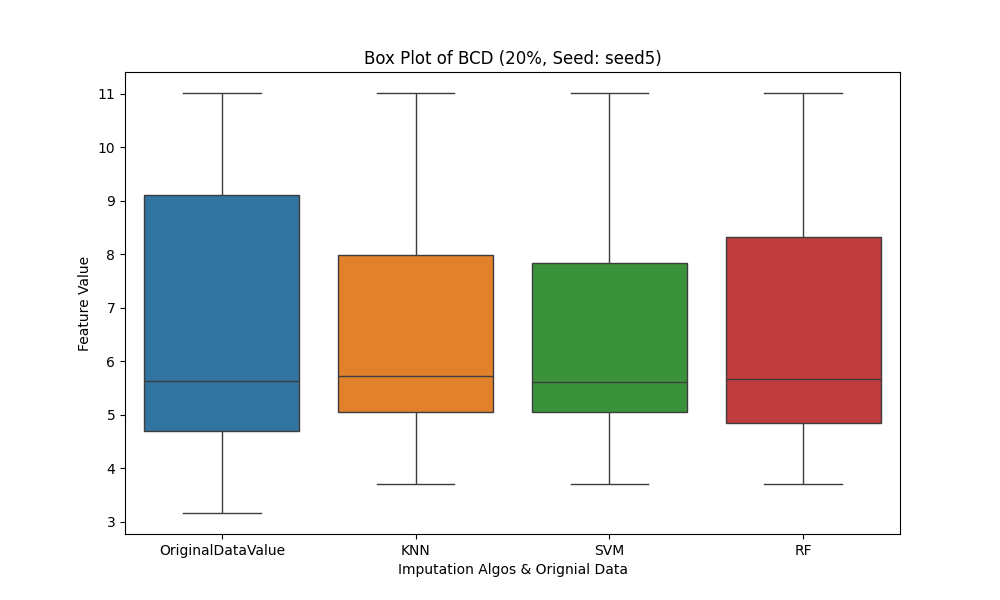 Box Plot of BCD (20%, Seed: seed5)
Feature Value
11
10
9
8
7
6
5
4
3
OriginalDataValue KNN SVM RF
Imputation Algos & Orignial Data